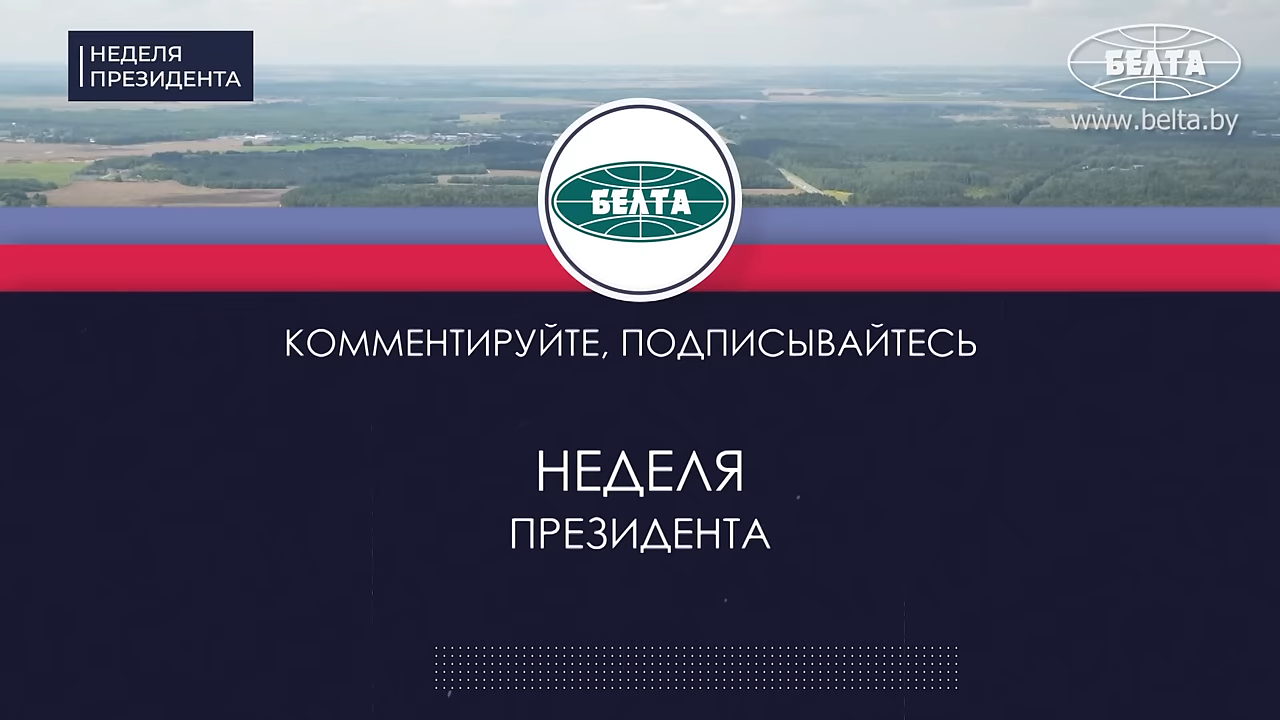 НЕДЕЛЯ
ПРЕЗИДЕНТА
БЕЛТА
www.belta.by
БЕЛТА
КОММЕНТИРУЙТЕ, ПОДПИСЫВАЙТЕСЬ
НЕДЕЛЯ
ПРЕЗИДЕНТА